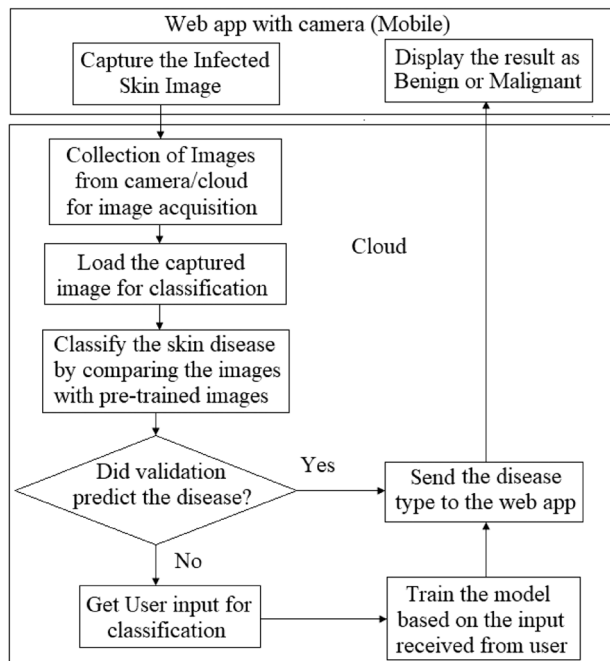 Web app with camera (Mobile)
Capture the Infected
Skin Image
Display the result as
Benign or Malignant
Collection of Images
from camera/cloud
for image acquisition
Cloud
Load the captured
image for classification
Classify the skin disease
by comparing the images
with pre-trained images
Did validation
predict the disease?
Yes
Send the disease
type to the web app
No
Get User input for
classification
Train the model
based on the input
received from user